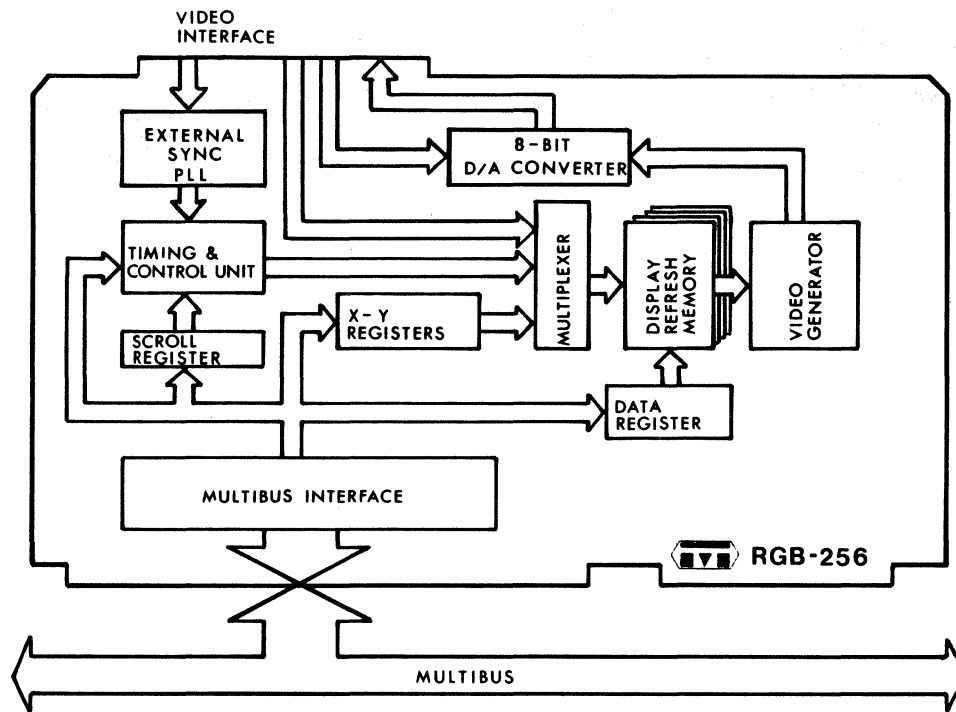 VIDEO
INTERFACE
EXTERNAL
SYNC
PLL
8-BIT
D/A CONVERTER
TIMING &
CONTROL UNIT
SCROLL
REGISTER
X-Y
REGISTERS
MULTIPLEXER
DISPLAY
REFRESH
MEMORY
VIDEO
GENERATOR
DATA
REGISTER
MULTIBUS INTERFACE
RGB-256
MULTIBUS